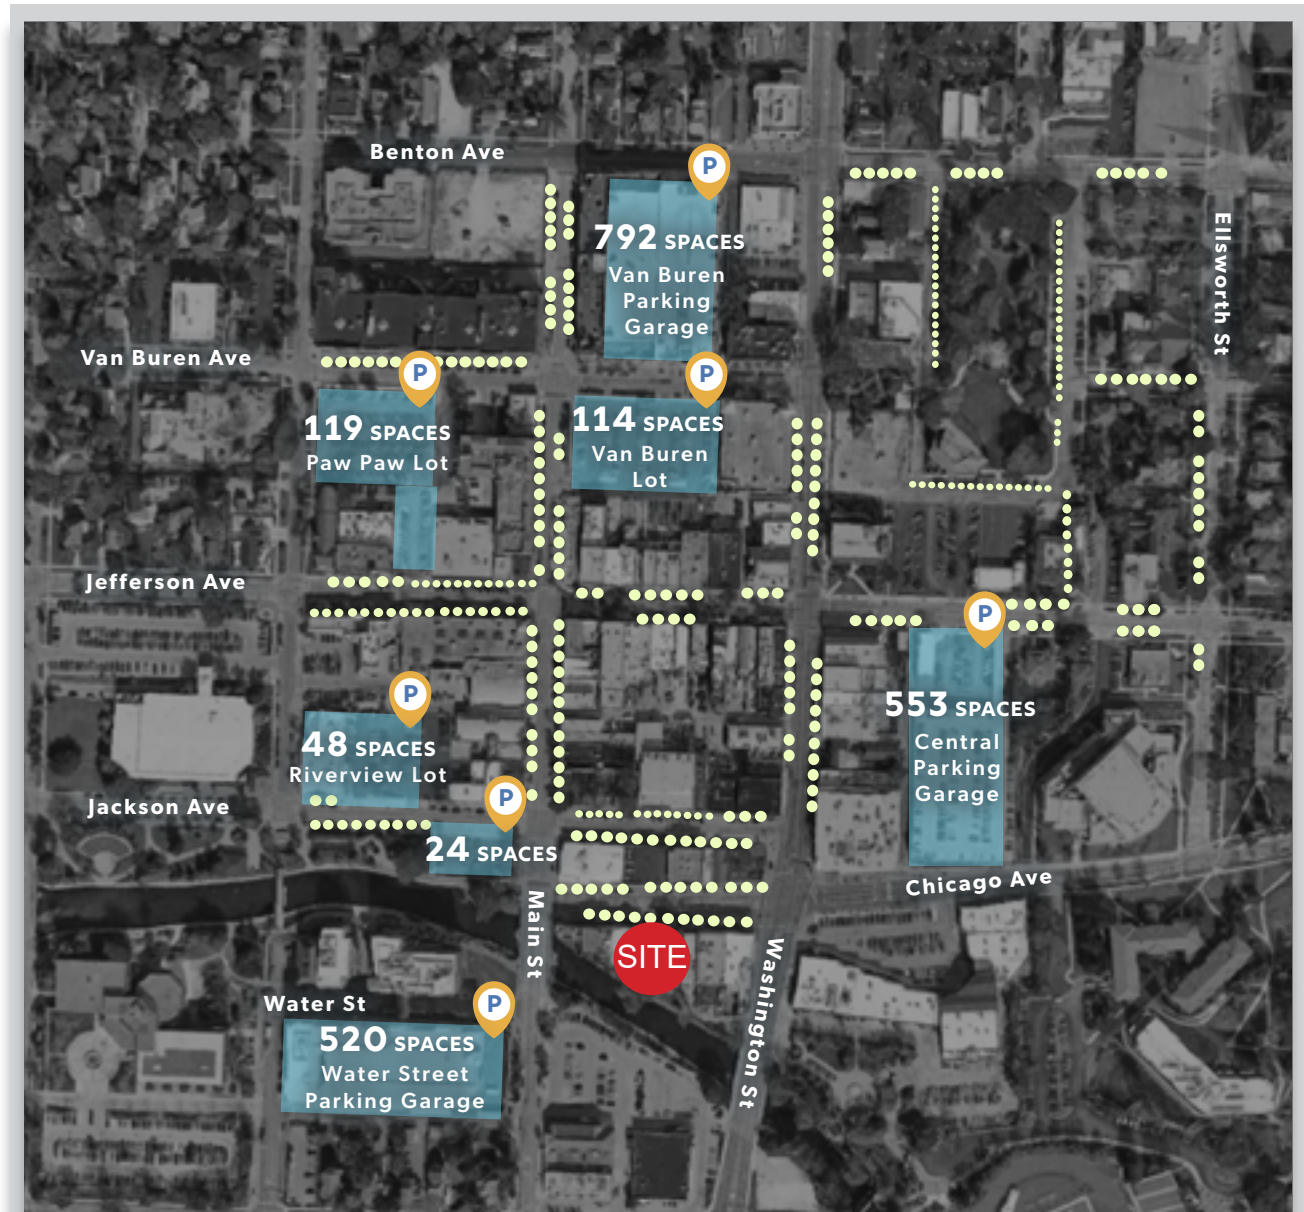 Benton Ave
P
792 SPACES
Van Buren
Parking
Garage
Ellsworth St
Van Buren Ave
P
P
119 SPACES
Paw Paw Lot
114 SPACES
Van Buren
Lot
Jefferson Ave
P
553 SPACES
Central
Parking
Garage
P
48 SPACES
Riverview Lot
Jackson Ave
P
24 SPACES
Chicago Ave
Main St
SITE
Washington St
Water St
P
520 SPACES
Water Street
Parking Garage